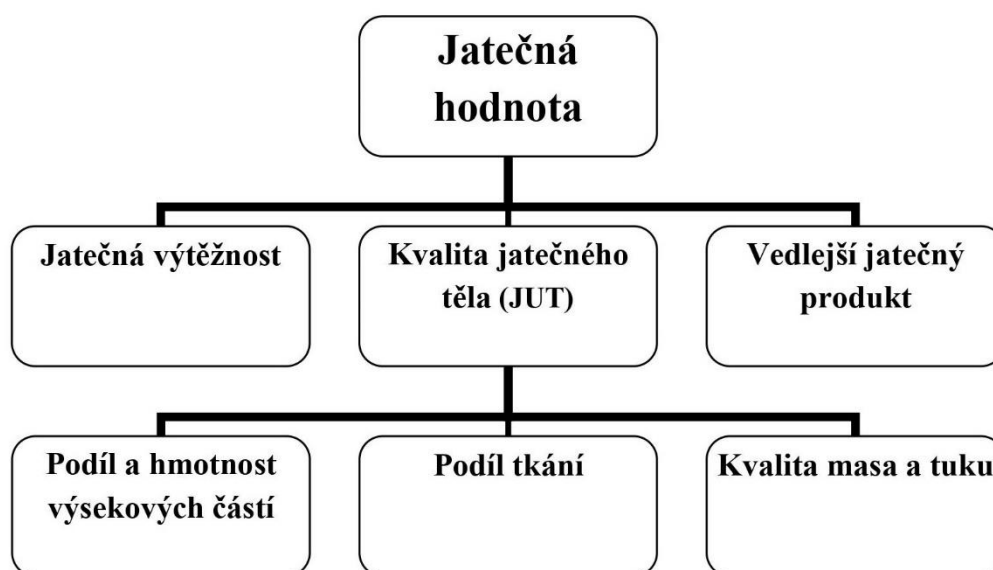 Jatečná
hodnota
Jatečná výtěžnost
Kvalita jatečného
těla (JUT)
Vedlejší jatečný
produkt
Podíl a hmotnost
výsekových částí
Podíl tkání
Kvalita masa a tuku